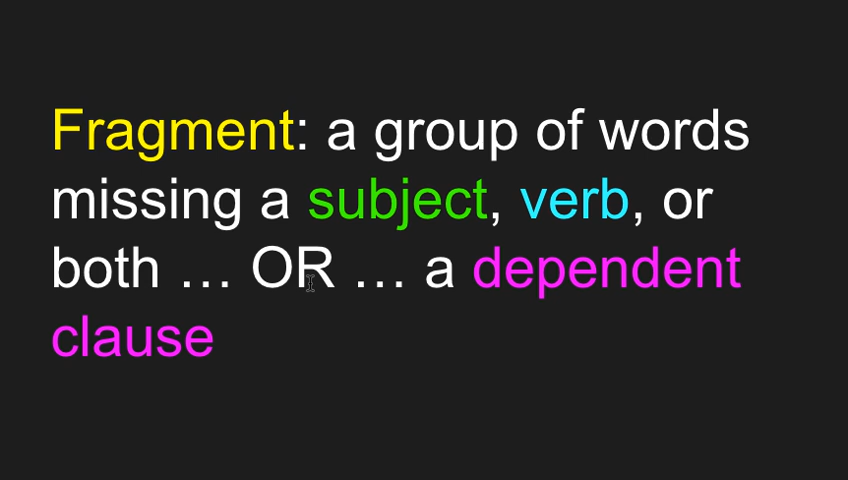 Fragment: a group of words
missing a subject, verb, or
both … OR … a dependent
clause